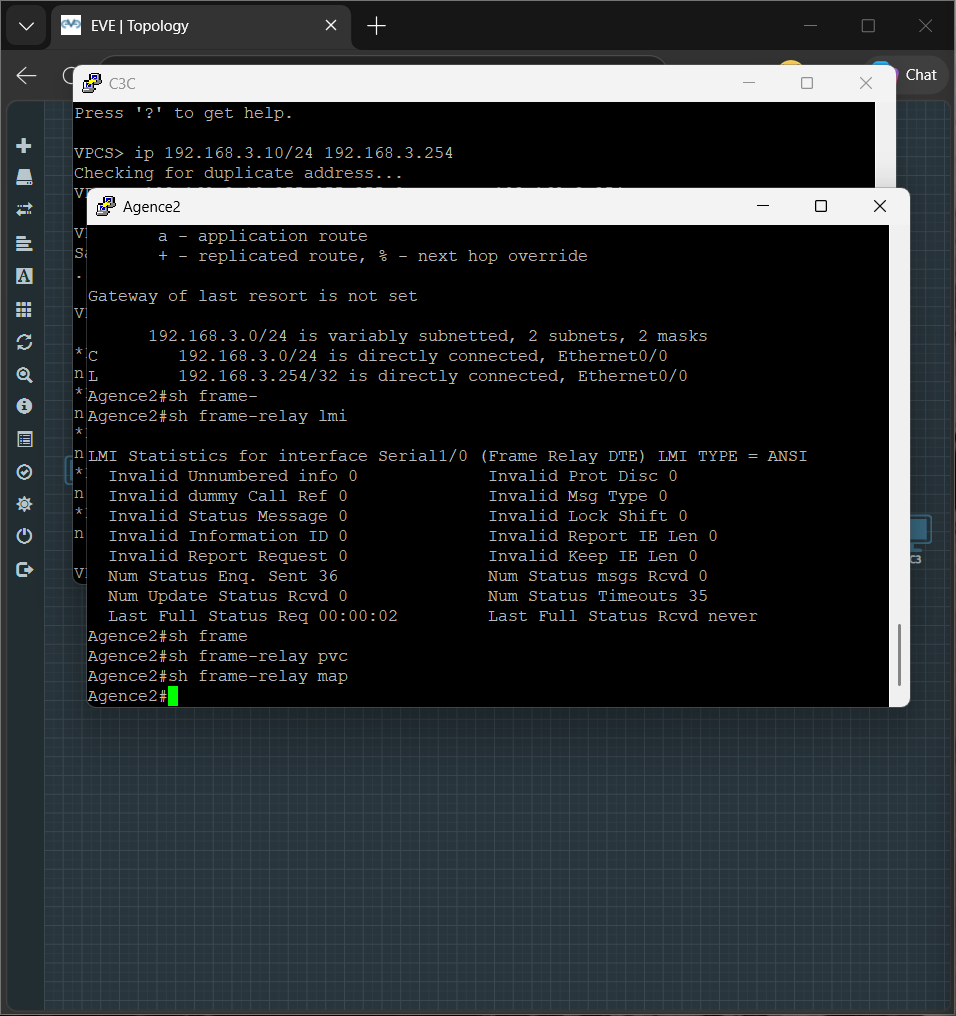 EVE | Topology
Chat
C3C
Press '?' to get help.
VPCS> ip 192.168.3.10/24 192.168.3.254
Checking for duplicate address...
Agence2
a - application route
+ - replicated route, % - next hop override
Gateway of last resort is not set
192.168.3.0/24 is variably subnetted, 2 subnets, 2 masks
C 192.168.3.0/24 is directly connected, Ethernet0/0
L 192.168.3.254/32 is directly connected, Ethernet0/0
Agence2#sh frame-
Agence2#sh frame-relay lmi
LMI Statistics for interface Serial1/0 (Frame Relay DTE) LMI TYPE = ANSI
Invalid Unnumbered info 0 Invalid Prot Disc 0
Invalid dummy Call Ref 0 Invalid Msg Type 0
Invalid Status Message 0 Invalid Lock Shift 0
Invalid Information ID 0 Invalid Report IE Len 0
Invalid Report Request 0 Invalid Keep IE Len 0
Num Status Enq. Sent 36 Num Status msgs Rcvd 0
Num Update Status Rcvd 0 Num Status Timeouts 35
Last Full Status Req 00:00:02 Last Full Status Rcvd never
Agence2#sh frame
Agence2#sh frame-relay pvc
Agence2#sh frame-relay map
Agence2#
C3